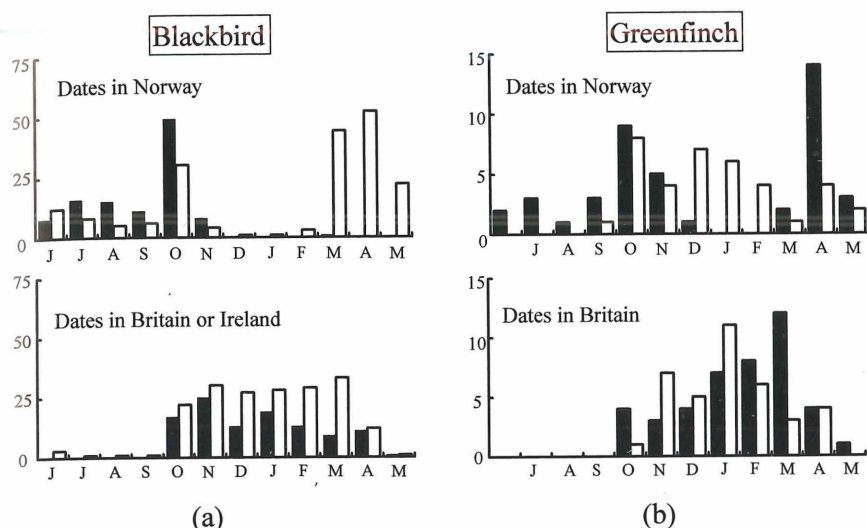 Blackbird
75
50
25
0
Dates in Norway
J J A S O N D J F M A M
75
50
25
0
Dates in Britain or Ireland
J J A S O N D J F M A M
(a)
Greenfinch
15
10
5
0
Dates in Norway
J A S O N D J F M A M
15
10
5
0
Dates in Britain
J A S O N D J F M A M
(b)